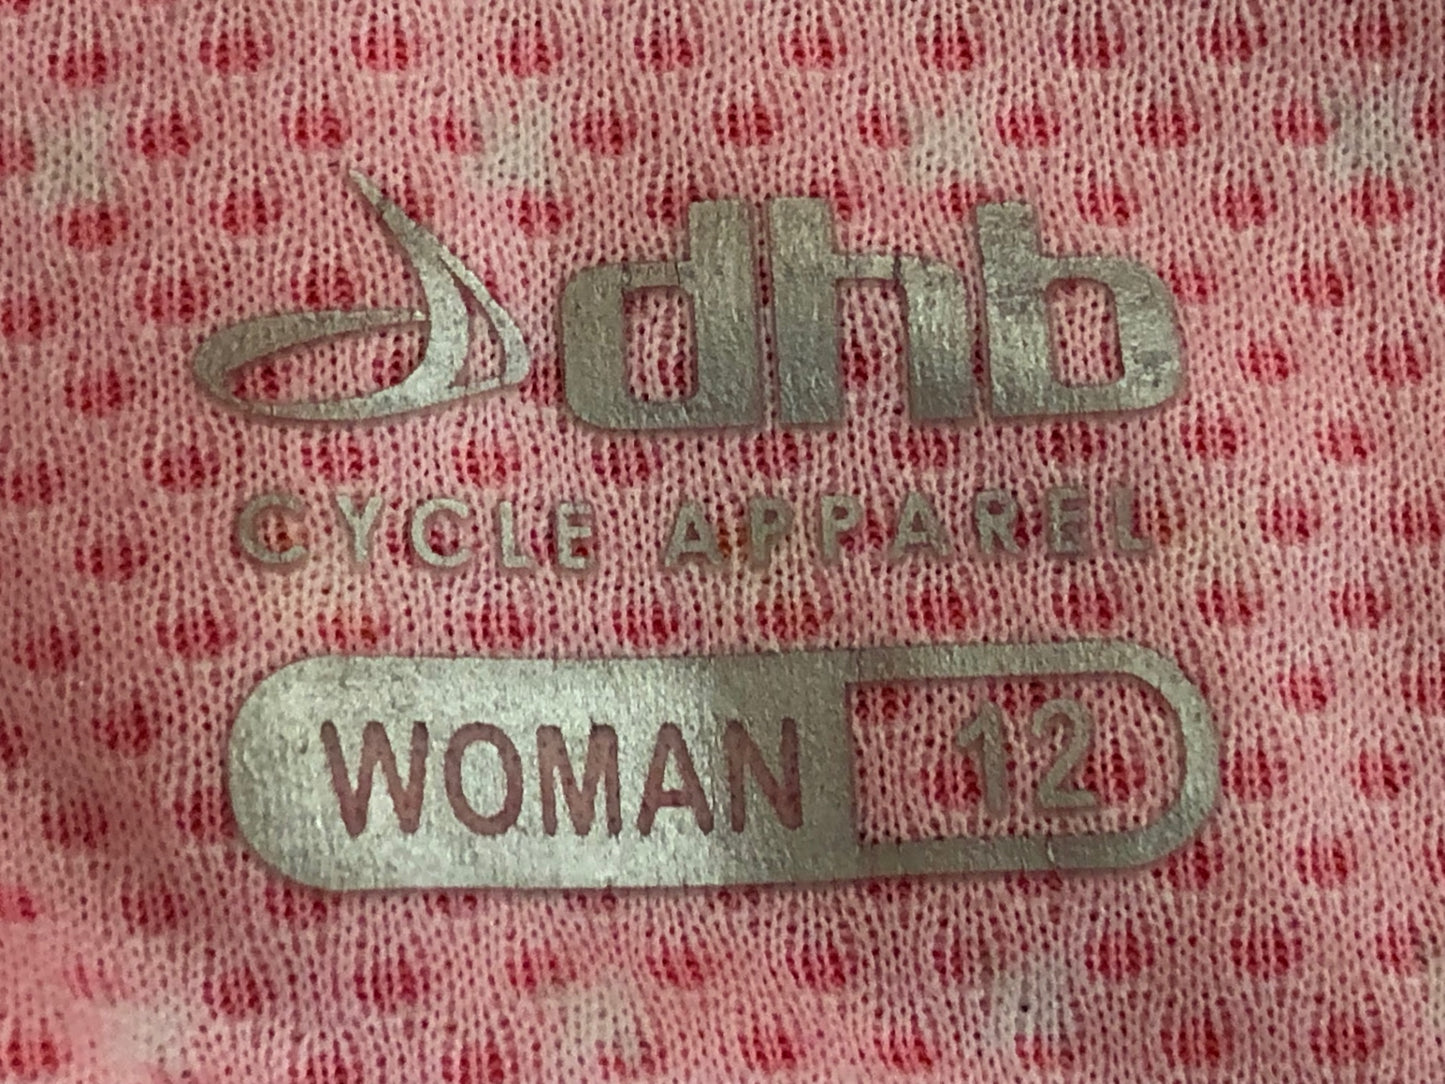 dhb
CYCLE APPAREL
WOMAN 12